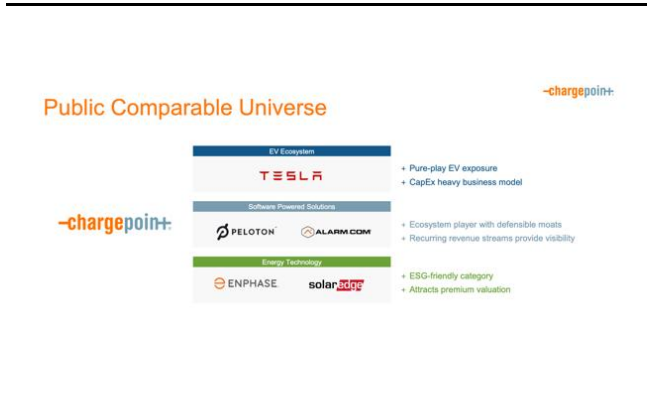 -chargepoin+.
Public Comparable Universe
EV Ecosystem
TESLA
+ Pure-play EV exposure
+ CapEx heavy business model
-chargepoin+.
Software Powered Solutions
PELOTON ALARM.COM
+ Ecosystem player with defensible moats
+ Recurring revenue streams provide visibility
Energy Technology
ENPHASE. solaredge
+ ESG-friendly category
+ Attracts premium valuation